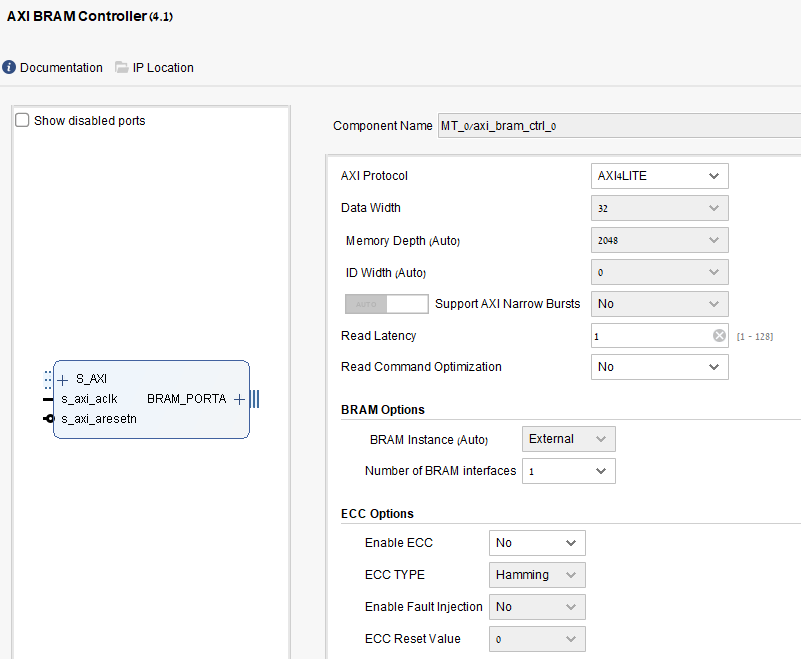 AXI BRAM Controller (4.1)
Documentation IP Location
Show disabled ports
S_AXI
s_axi_aclk BRAM_PORTA
s_axi_aresetn
Component Name MT_0/axi_bram_ctrl_0
AXI Protocol AXI4LITE
Data Width 32
Memory Depth (Auto) 2048
ID Width (Auto) 0
AUTO Support AXI Narrow Bursts No
Read Latency 1 [1 - 128]
Read Command Optimization No
BRAM Options
BRAM Instance (Auto) External
Number of BRAM interfaces 1
ECC Options
Enable ECC No
ECC TYPE Hamming
Enable Fault Injection No
ECC Reset Value 0